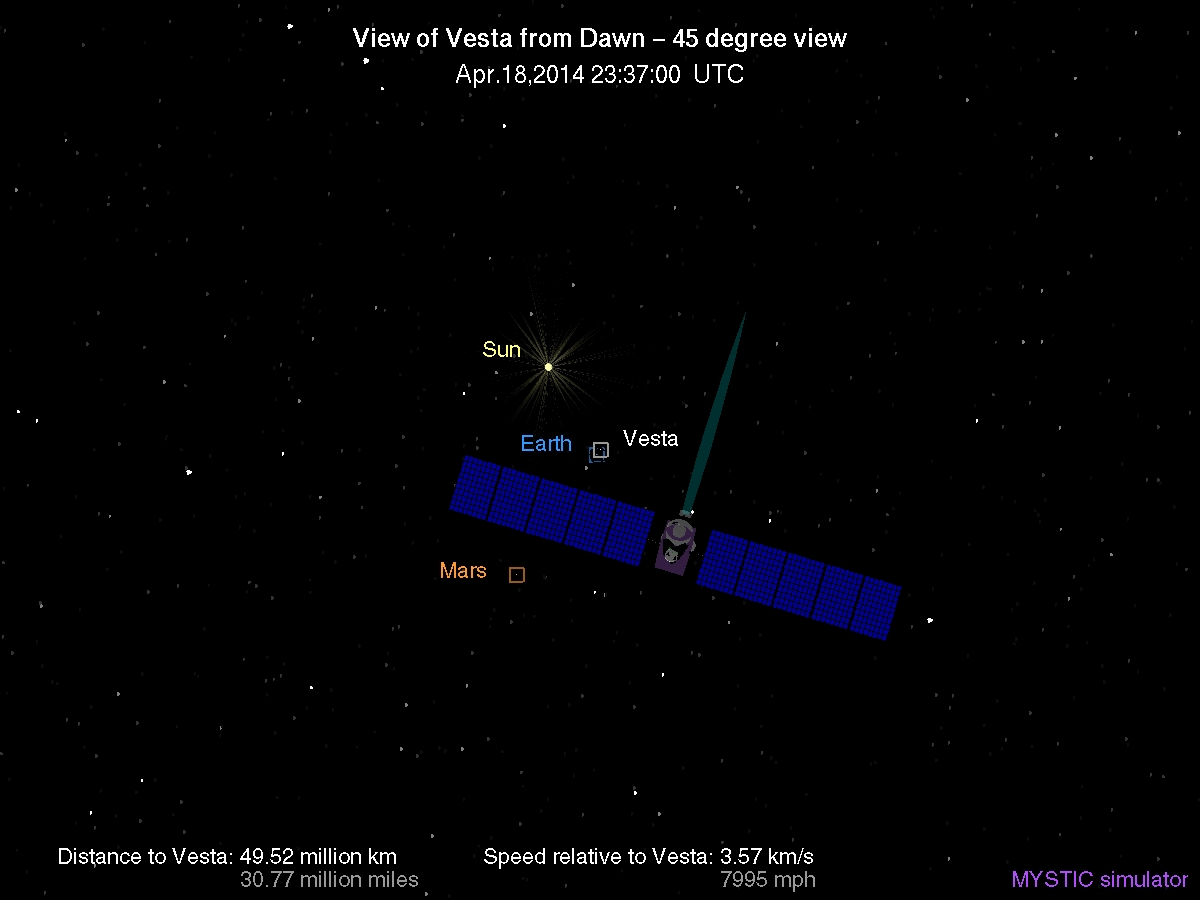 View of Vesta from Dawn – 45 degree view
Apr.18,2014 23:37:00 UTC
Sun
Earth
Vesta
Mars
Distance to Vesta: 49.52 million km
30.77 million miles
Speed relative to Vesta: 3.57 km/s
7995 mph
MYSTIC simulator